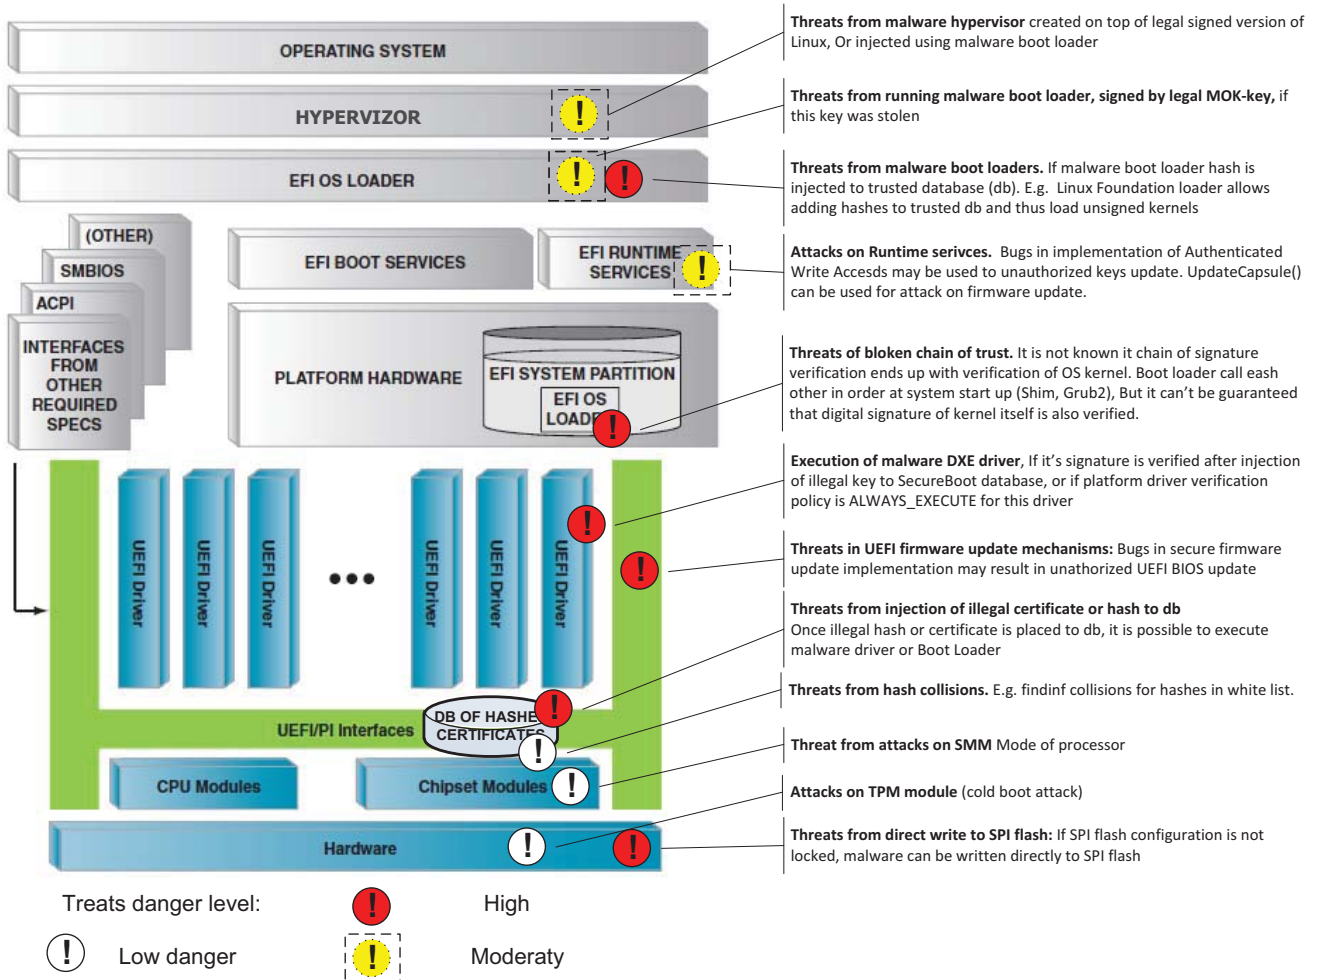 OPERATING SYSTEM
HYPERVIZOR
EFI OS LOADER
(OTHER)
SMBIOS
ACPI
INTERFACES
FROM
OTHER
REQUIRED
SPECS
EFI BOOT SERVICES
EFI RUNTIME
SERVICES
PLATFORM HARDWARE
EFI SYSTEM PARTITION
EFI OS
LOADE
UEFI Driver
UEFI Driver
UEFI Driver
UEFI Driver
UEFI Driver
UEFI Driver
UEFI/PI Interfaces
DB OF HASHE
CERTIFICATES
CPU Modules
Chipset Modules
Hardware
Threats from malware hypervisor created on top of legal signed version of
Linux, Or injected using malware boot loader
Threats from running malware boot loader, signed by legal MOK-key, if
this key was stolen
Threats from malware boot loaders. If malware boot loader hash is
injected to trusted database (db). E.g. Linux Foundation loader allows
adding hashes to trusted db and thus load unsigned kernels
Attacks on Runtime serivces. Bugs in implementation of Authenticated
Write Accesds may be used to unauthorized keys update. UpdateCapsule()
can be used for attack on firmware update.
Threats of bloken chain of trust. It is not known it chain of signature
verification ends up with verification of OS kernel. Boot loader call eash
other in order at system start up (Shim, Grub2), But it can't be guaranteed
that digital signature of kernel itself is also verified.
Execution of malware DXE driver, If it's signature is verified after injection
of illegal key to SecureBoot database, or if platform driver verification
policy is ALWAYS_EXECUTE for this driver
Threats in UEFI firmware update mechanisms: Bugs in secure firmware
update implementation may result in unathorized UEFI BIOS update
Threats from injection of illegal certificate or hash to db
Once illegal hash or certificate is placed to db, it is possible to execute
malware driver or Boot Loader
Threats from hash collisions. E.g. findinf collisions for hashes in white list.
Threat from attacks on SMM Mode of processor
Attacks on TPM module (cold boot attack)
Threats from direct write to SPI flash: If SPI flash configuration is not
locked, malware can be written directly to SPI flash
Treats danger level:
! High
! Low danger
! Moderaty